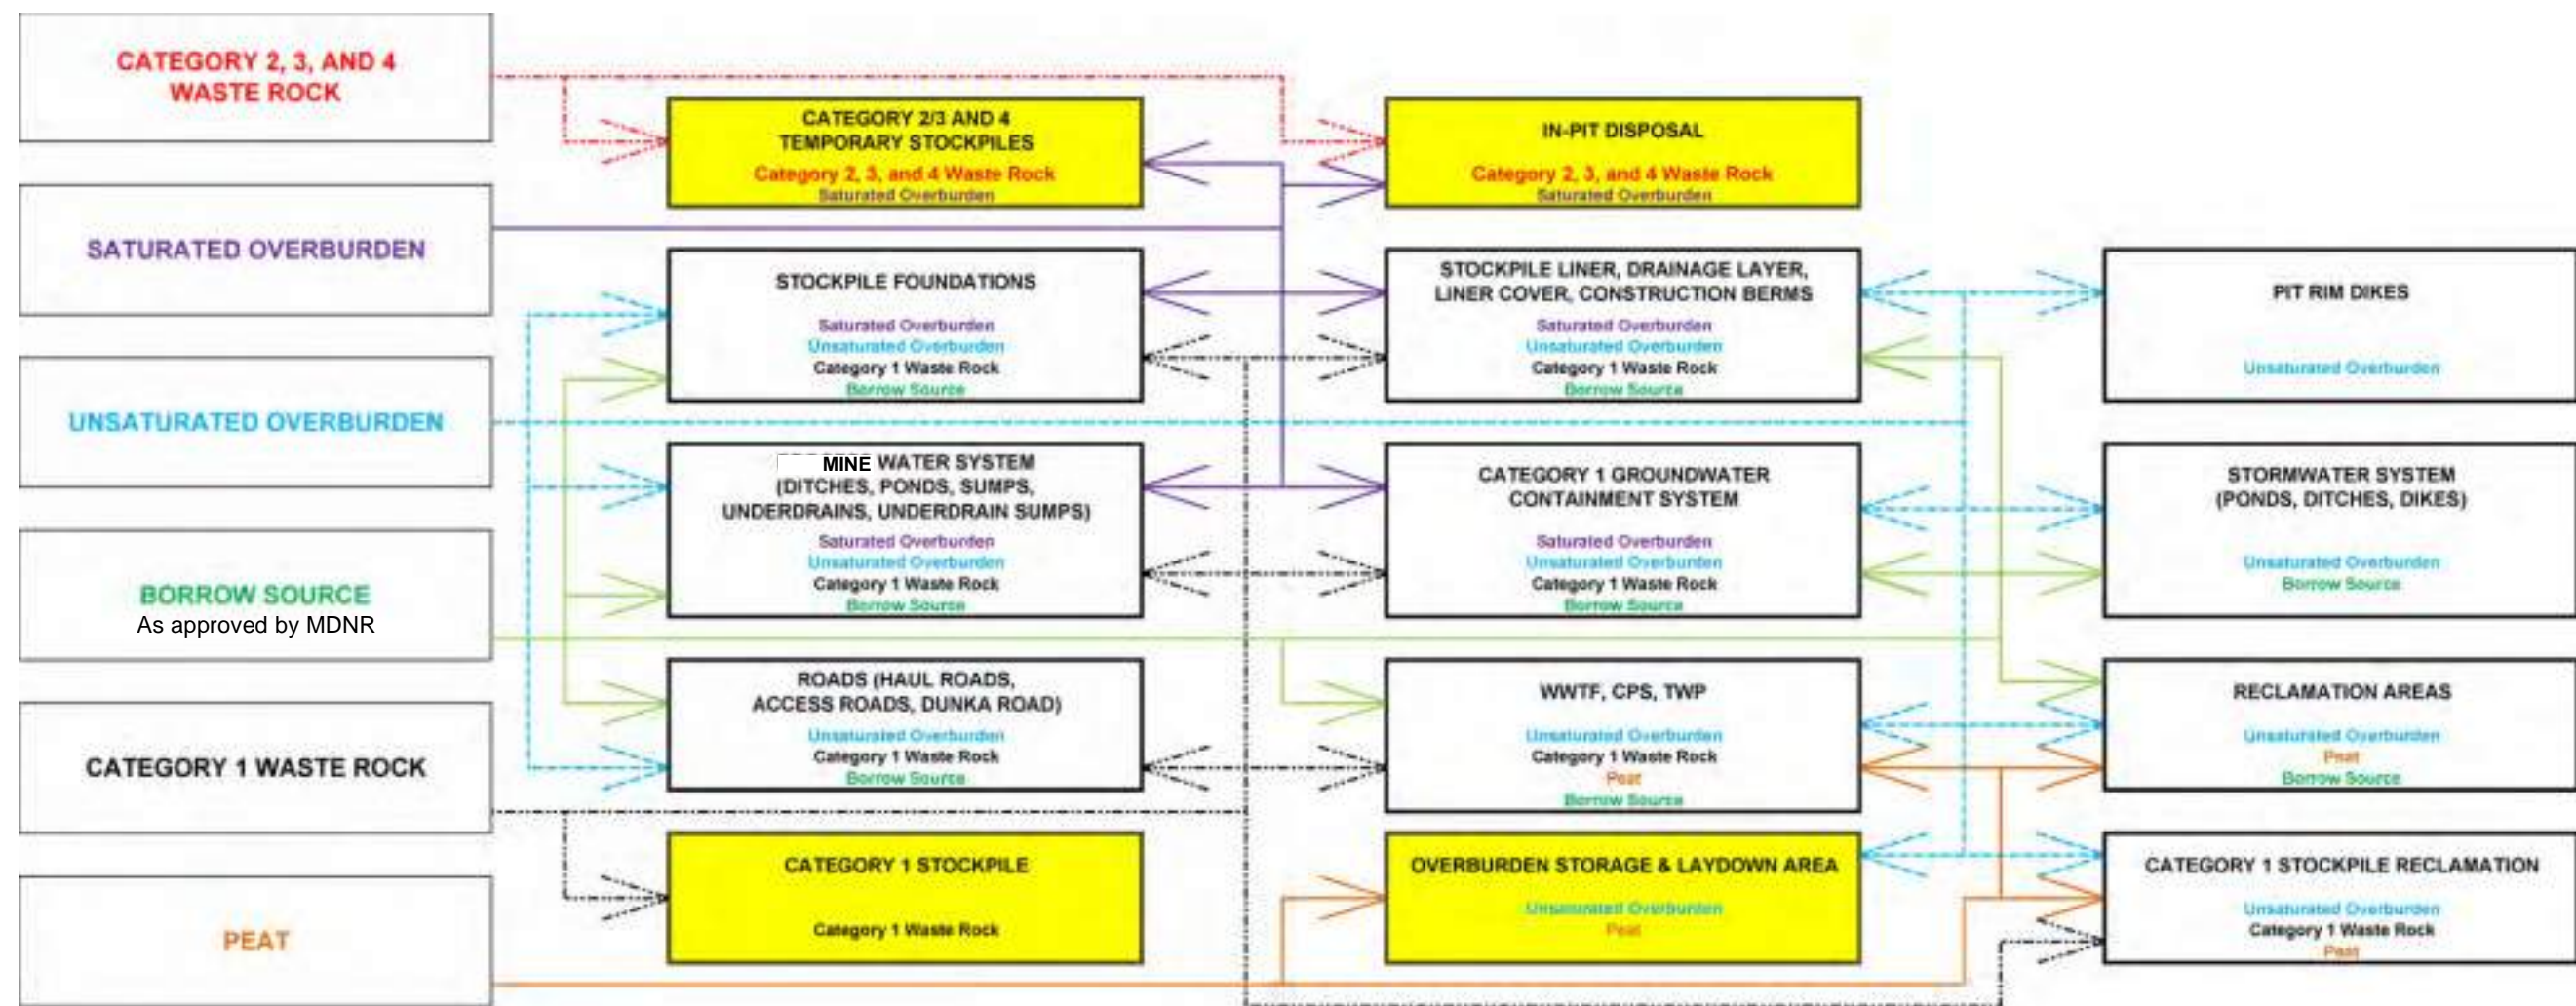 CATEGORY 2, 3, AND 4
WASTE ROCK
SATURATED OVERBURDEN
UNSATURATED OVERBURDEN
BORROW SOURCE
As approved by MDNR
CATEGORY 1 WASTE ROCK
PEAT
CATEGORY 2/3 AND 4
TEMPORARY STOCKPILES
Category 2, 3, and 4 Waste Rock
Saturated Overburden
STOCKPILE FOUNDATIONS
Saturated Overburden
Unsaturated Overburden
Category 1 Waste Rock
Borrow Source
MINE WATER SYSTEM
(DITCHES, PONDS, SUMPS,
UNDERDRAINS, UNDERDRAIN SUMPS)
Saturated Overburden
Unsaturated Overburden
Category 1 Waste Rock
Borrow Source
ROADS (HAUL ROADS,
ACCESS ROADS, DUNKA ROAD)
Unsaturated Overburden
Category 1 Waste Rock
Borrow Source
CATEGORY 1 STOCKPILE
Category 1 Waste Rock
IN-PIT DISPOSAL
Category 2, 3, and 4 Waste Rock
Saturated Overburden
STOCKPILE LINER, DRAINAGE LAYER,
LINER COVER, CONSTRUCTION BERMS
Saturated Overburden
Unsaturated Overburden
Category 1 Waste Rock
Borrow Source
CATEGORY 1 GROUNDWATER
CONTAINMENT SYSTEM
Saturated Overburden
Unsaturated Overburden
Category 1 Waste Rock
Borrow Source
WWTF, CPS, TWP
Unsaturated Overburden
Category 1 Waste Rock
Peat
Borrow Source
OVERBURDEN STORAGE & LAYDOWN AREA
Unsaturated Overburden
Peat
PIT RIM DIKES
Unsaturated Overburden
STORMWATER SYSTEM
(PONDS, DITCHES, DIKES)
Unsaturated Overburden
Borrow Source
RECLAMATION AREAS
Unsaturated Overburden
Peat
Borrow Source
CATEGORY 1 STOCKPILE RECLAMATION
Unsaturated Overburden
Category 1 Waste Rock
Peat